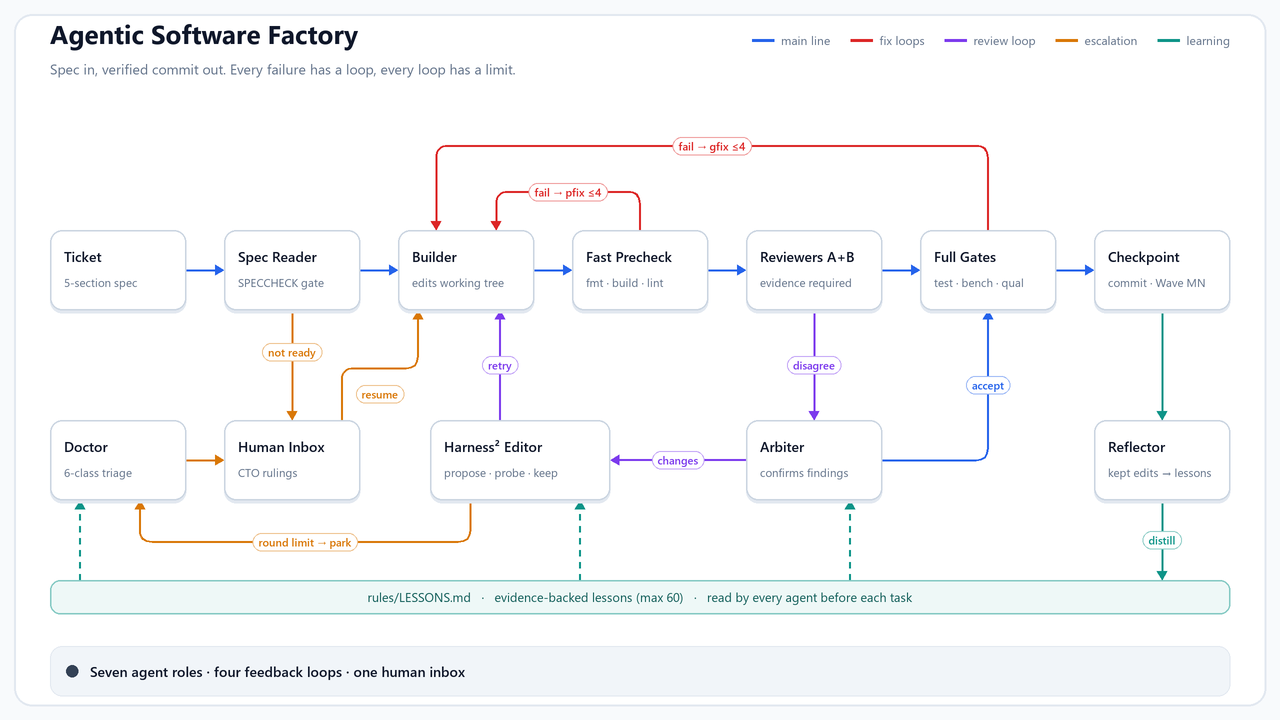 Agentic Software Factory
main line
fix loops
review loop
escalation
learning
Spec in, verified commit out. Every failure has a loop, every loop has a limit.
fail → gfix ≤4
fail → pfix ≤4
Ticket
5-section spec
Spec Reader
SPECCHECK gate
Builder
edits working tree
Fast Precheck
fmt · build · lint
Reviewers A+B
evidence required
Full Gates
test · bench · qual
Checkpoint
commit · Wave MN
not ready
resume
retry
disagree
accept
Doctor
6-class triage
Human Inbox
CTO rulings
Harness² Editor
propose · probe · keep
changes
Arbiter
confirms findings
Reflector
kept edits → lessons
round limit → park
distill
rules/LESSONS.md · evidence-backed lessons (max 60) · read by every agent before each task
Seven agent roles · four feedback loops · one human inbox